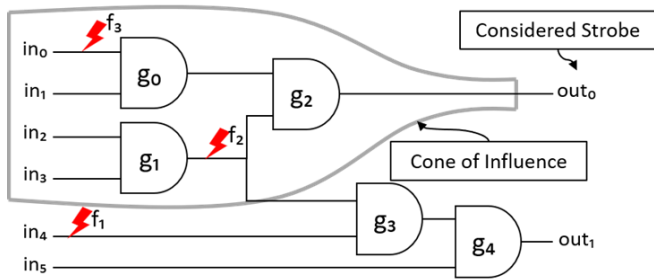 f₃
Considered Strobe
in₀
g₀
in₁
g₂
out₀
in₂
g₁
f₂
in₃
Cone of Influence
f₁
g₃
in₄
g₄
out₁
in₅